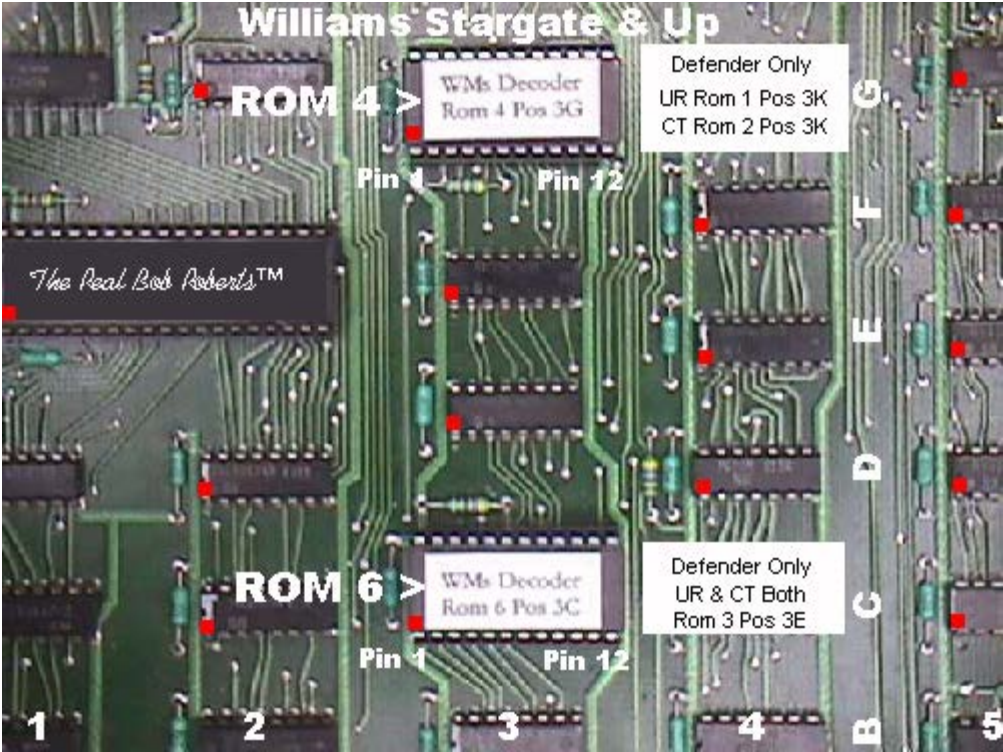 Williams Stargate & Up
ROM 4 >
WMs Decoder
Rom 4 Pos 3G
Defender Only
UR Rom 1 Pos 3K
CT Rom 2 Pos 3K
G
Pin 1
Pin 12
F
The Real Bob Roberts™
E
D
ROM 6 >
WMs Decoder
Rom 6 Pos 3C
Defender Only
UR & CT Both
Rom 3 Pos 3E
C
Pin 1
Pin 12
1
2
3
4
B
5